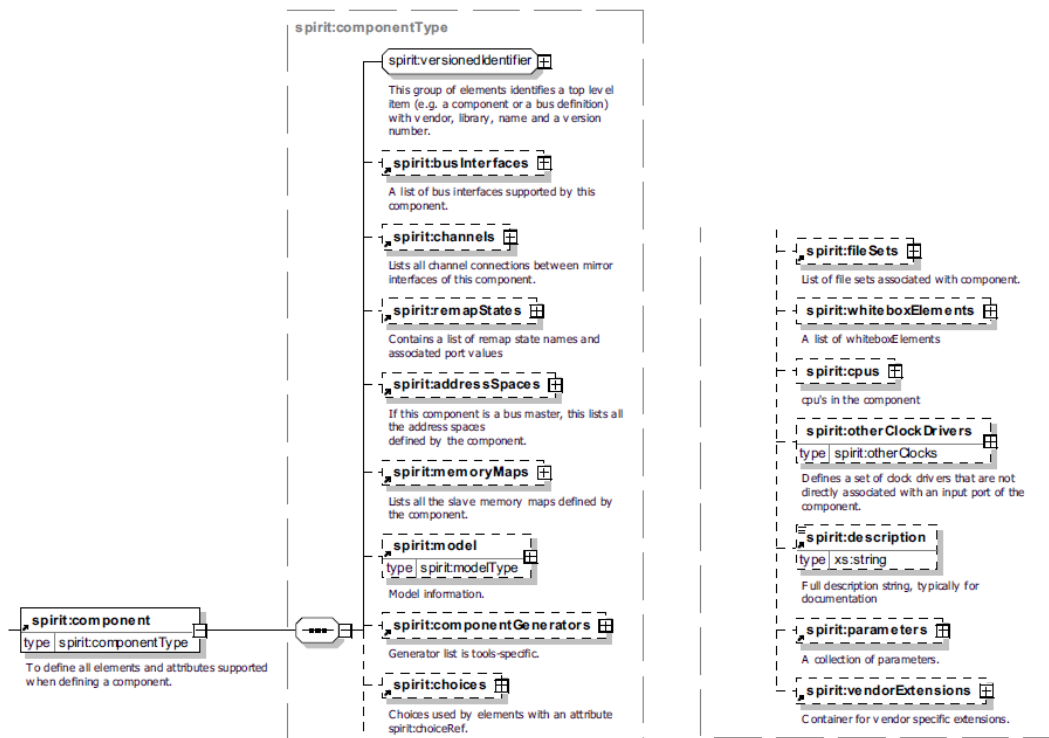 spirit:componentType
spirit:versionedIdentifier
This group of elements identifies a top level
item (e.g. a component or a bus definition)
with vendor, library, name and a version
number.
spirit:busInterfaces
A list of bus interfaces supported by this
component.
spirit:channels
Lists all channel connections between mirror
interfaces of this component.
spirit:remapStates
Contains a list of remap state names and
associated port values
spirit:addressSpaces
If this component is a bus master, this lists all
the address spaces
defined by the component.
spirit:memoryMaps
Lists all the slave memory maps defined by
the component.
spirit:model
type spirit:modelType
Model information.
spirit:component
type spirit:componentType
To define all elements and attributes supported
when defining a component.
spirit:componentGenerators
Generator list is tools-specific.
spirit:choices
Choices used by elements with an attribute
spirit:choiceRef.
spirit:fileSets
List of file sets associated with component.
spirit:whiteboxElements
A list of whiteboxElements
spirit:cpus
cpu's in the component
spirit:otherClockDrivers
type spirit:otherClocks
Defines a set of clock drivers that are not
directly associated with an input port of the
component.
spirit:description
type xs:string
Full description string, typically for
documentation
spirit:parameters
A collection of parameters.
spirit:vendorExtensions
Container for vendor specific extensions.